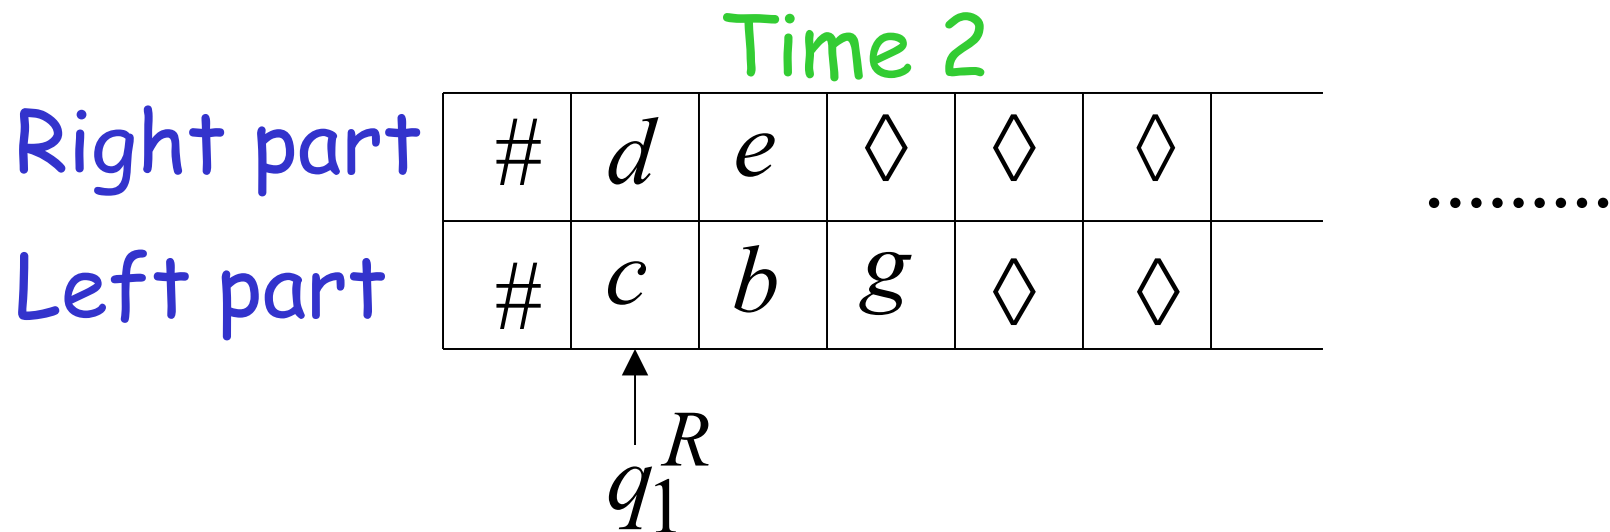 Time 2
Right part # d e ◊ ◊ ◊
.........
Left part # c b g ◊ ◊
q₁ᴿ